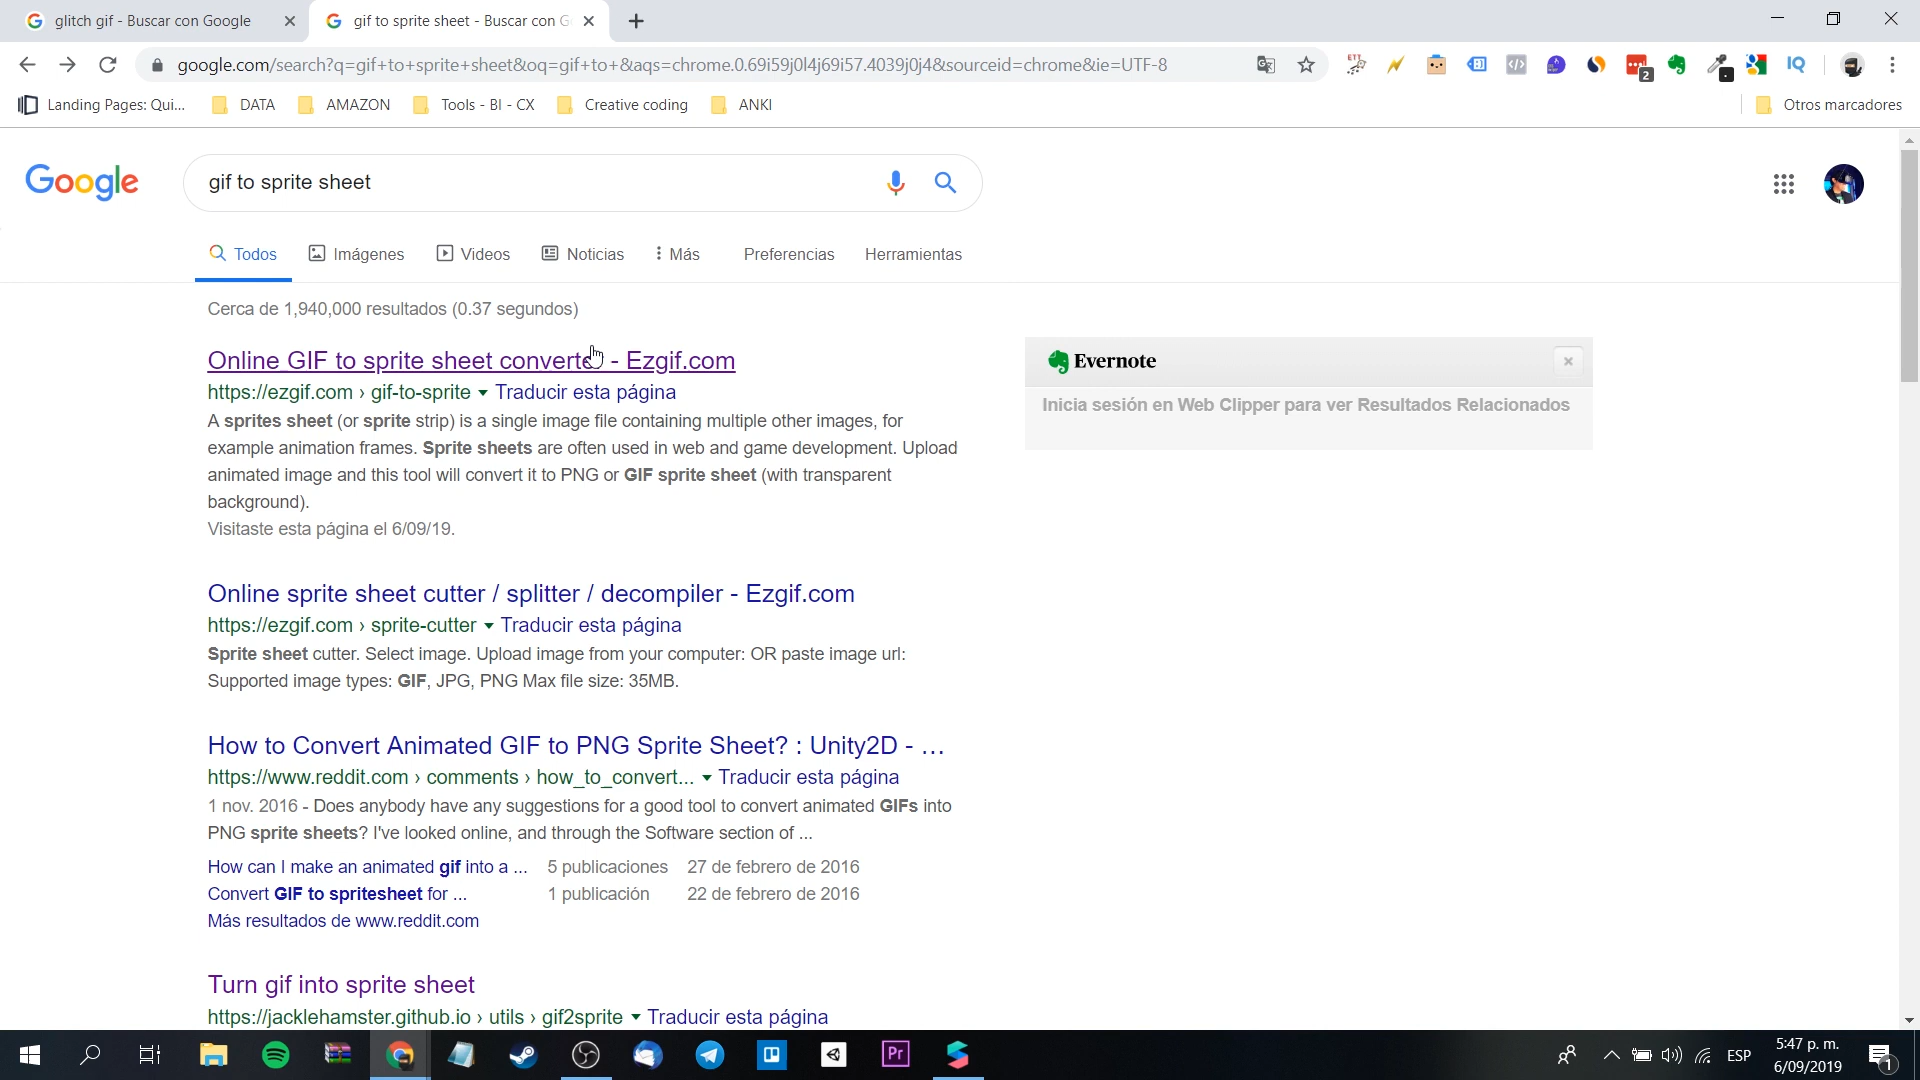 glitch gif - Buscar con Google
gif to sprite sheet - Buscar con G
google.com/search?q=gif+to+sprite+sheet&oq=gif+to+&aqs=chrome.0.69i59j0l4j69i57.4039j0j4&sourceid=chrome&ie=UTF-8
Landing Pages: Qui...
DATA
AMAZON
Tools - BI - CX
Creative coding
ANKI
Otros marcadores
Google
gif to sprite sheet
Todos
Imágenes
Videos
Noticias
Más
Preferencias
Herramientas
Cerca de 1,940,000 resultados (0.37 segundos)
Online GIF to sprite sheet converte - Ezgif.com
https://ezgif.com › gif-to-sprite ▾ Traducir esta página
A sprites sheet (or sprite strip) is a single image file containing multiple other images, for
example animation frames. Sprite sheets are often used in web and game development. Upload
animated image and this tool will convert it to PNG or GIF sprite sheet (with transparent
background).
Visitaste esta página el 6/09/19.
Evernote
Inicia sesión en Web Clipper para ver Resultados Relacionados
Online sprite sheet cutter / splitter / decompiler - Ezgif.com
https://ezgif.com › sprite-cutter ▾ Traducir esta página
Sprite sheet cutter. Select image. Upload image from your computer: OR paste image url:
Supported image types: GIF, JPG, PNG Max file size: 35MB.
How to Convert Animated GIF to PNG Sprite Sheet? : Unity2D - ...
https://www.reddit.com › comments › how_to_convert... ▾ Traducir esta página
1 nov. 2016 - Does anybody have any suggestions for a good tool to convert animated GIFs into
PNG sprite sheets? I've looked online, and through the Software section of ...
How can I make an animated gif into a ... 5 publicaciones 27 de febrero de 2016
Convert GIF to spritesheet for ... 1 publicación 22 de febrero de 2016
Más resultados de www.reddit.com
Turn gif into sprite sheet
https://jacklehamster.github.io › utils › gif2sprite ▾ Traducir esta página
Pr
ESP
5:47 p. m.
6/09/2019
1